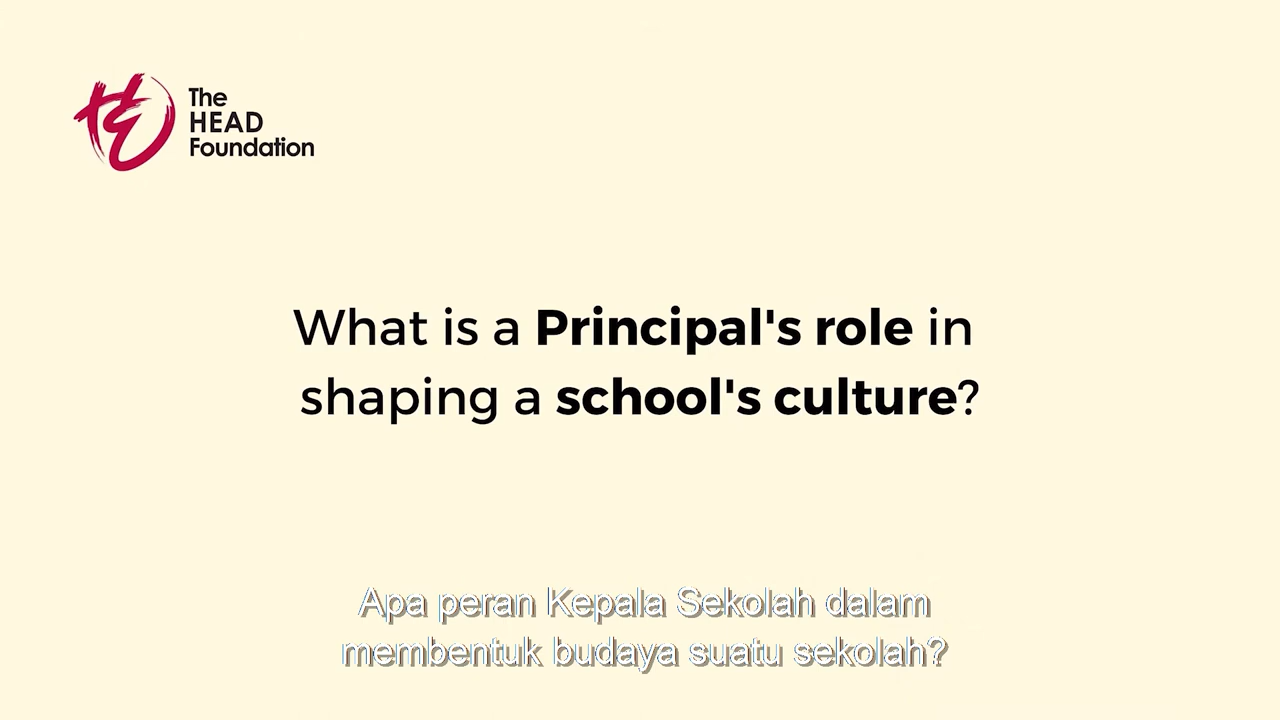 The
HEAD
Foundation
What is a Principal's role in
shaping a school's culture?
Apa peran Kepala Sekolah dalam
membentuk budaya suatu sekolah?